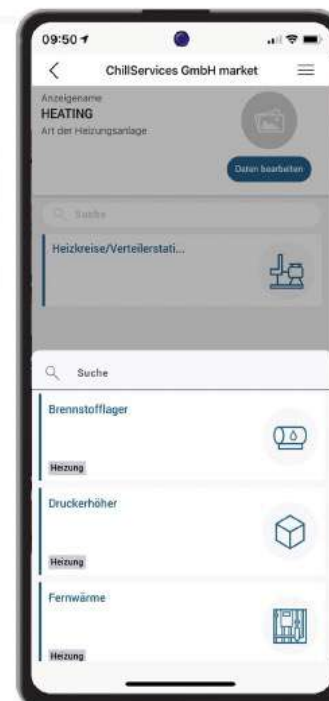 09:50
ChillServices GmbH market
Anzeigename
HEATING
Art der Heizungsanlage
Daten bearbeiten
Suche
Heizkreise/Verteilerstati...
Suche
Brennstofflager
Heizung
Druckerhöher
Heizung
Fernwärme
Heizung